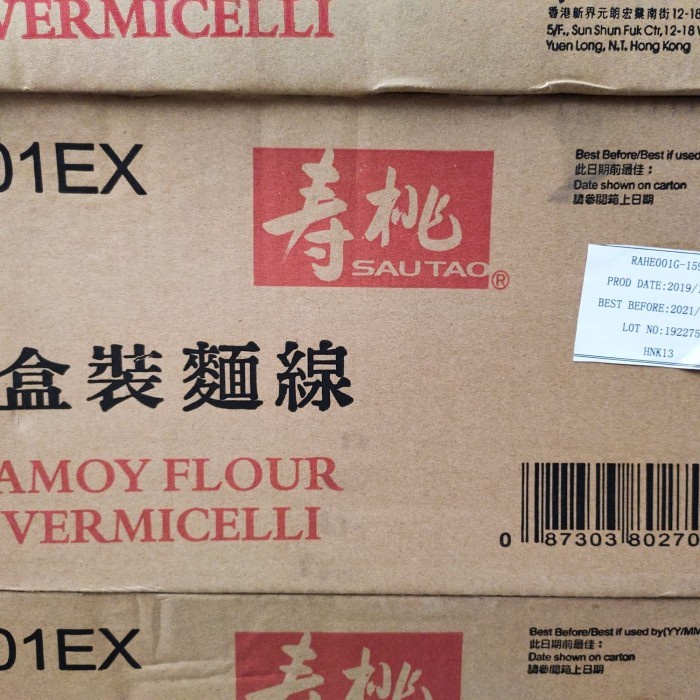 VERMICELLI
香港新界元朗宏業南街12-18
5/F., Sun Shun Fuk Ctr, 12-18
Yuen Long, N.T. Hong Kong
01EX
寿桃
SAUTAO®
Best Before/Best if used
此日期前最佳：
Date shown on carton
請參閱箱上日期
RAHE001G-159
PROD DATE:2019/
BEST BEFORE:2021/
LOT NO:192275
HNK13
盒裝麵線
AMOY FLOUR
VERMICELLI
0 87303 80270
01EX
寿桃
Best Before/Best if used by(YY/MM
此日期前最佳：
Date shown on carton
請參閱箱上日期